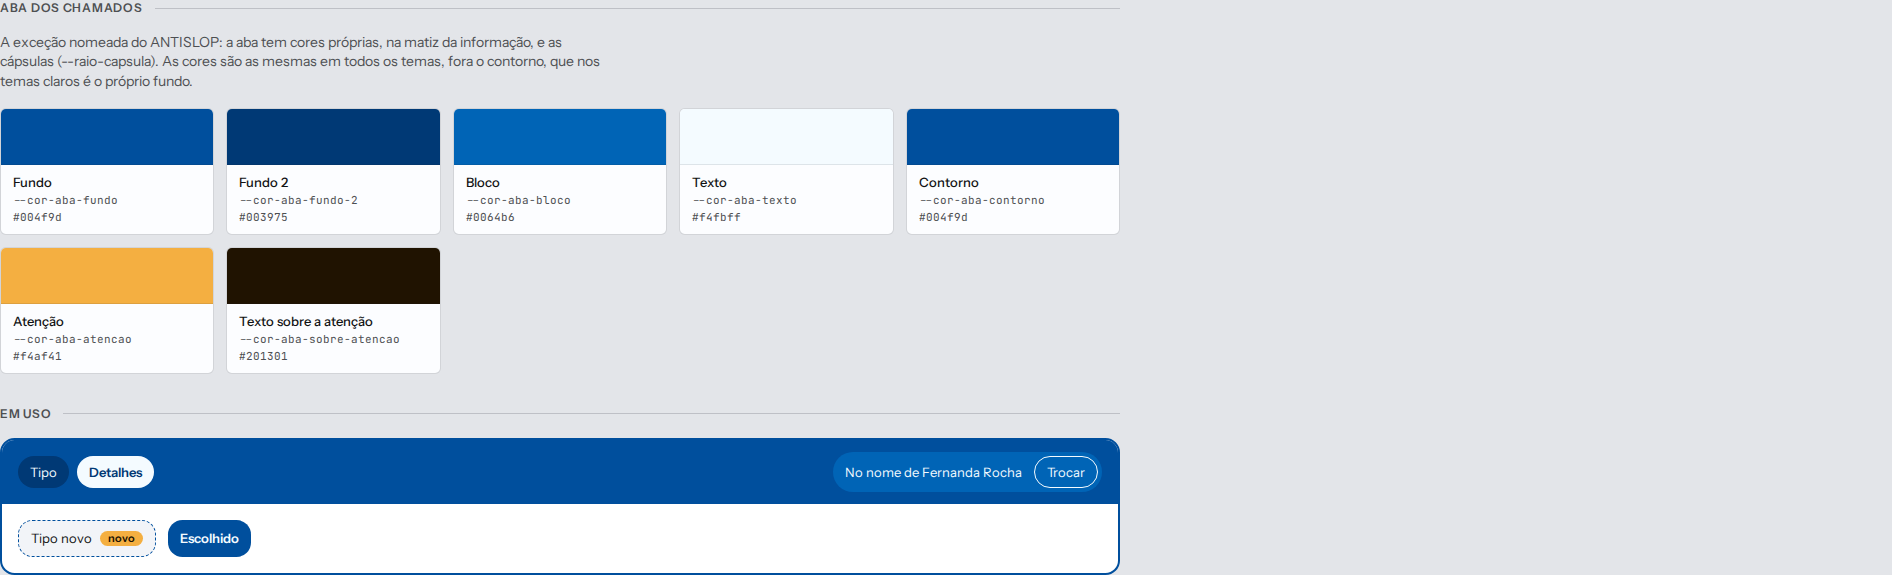 ABA DOS CHAMADOS
A exceção nomeada do ANTISLOP: a aba tem cores próprias, na matiz da informação, e as
cápsulas (--raio-capsula). As cores são as mesmas em todos os temas, fora o contorno, que nos
temas claros é o próprio fundo.
Fundo
--cor-aba-fundo
#004f9d
Fundo 2
--cor-aba-fundo-2
#003975
Bloco
--cor-aba-bloco
#0064b6
Texto
--cor-aba-texto
#f4fbff
Contorno
--cor-aba-contorno
#004f9d
Atenção
--cor-aba-atencao
#f4af41
Texto sobre a atenção
--cor-aba-sobre-atencao
#201301
EM USO
Tipo
Detalhes
No nome de Fernanda Rocha
Trocar
Tipo novo
novo
Escolhido